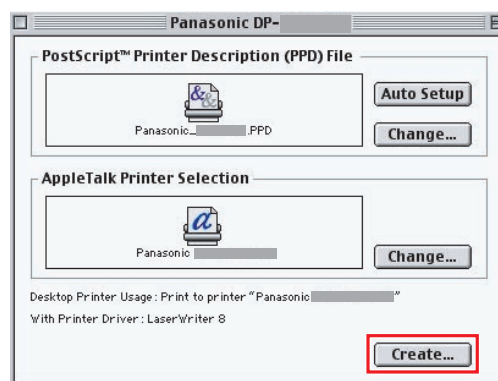 Panasonic DP-
PostScript™ Printer Description (PPD) File
Auto Setup
Panasonic_ .PPD
Change...
AppleTalk Printer Selection
Panasonic
Change...
Desktop Printer Usage : Print to printer “Panasonic ”
With Printer Driver : LaserWriter 8
Create...